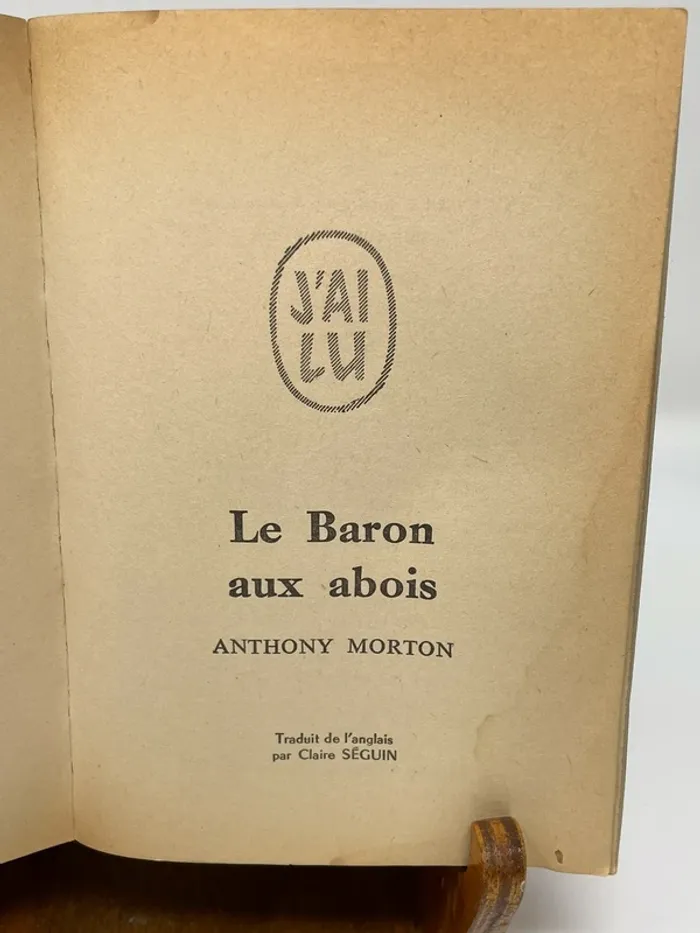 J'AI
LU
Le Baron
aux abois
ANTHONY MORTON
Traduit de l'anglais
par Claire SÉGUIN